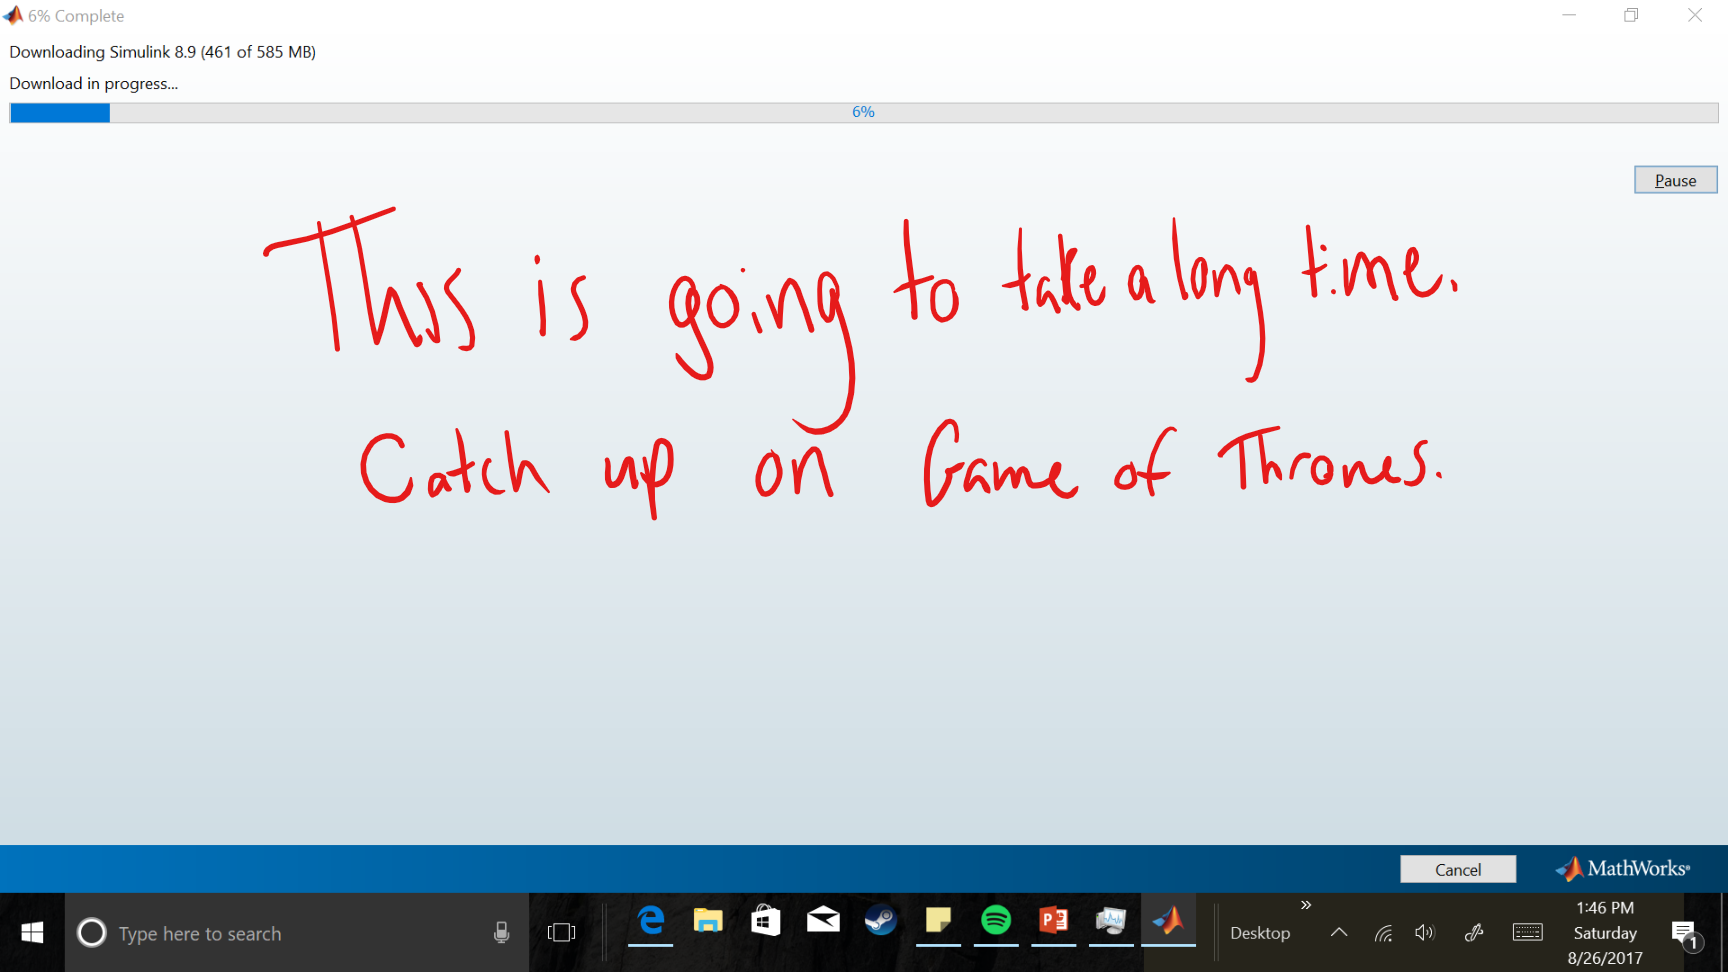 6% Complete
Downloading Simulink 8.9 (461 of 585 MB)
Download in progress...
6%
Pause
This is going to take a long time.
Catch up on Game of Thrones.
Cancel
MathWorks®
Type here to search
Desktop
1:46 PM
Saturday
8/26/2017
1